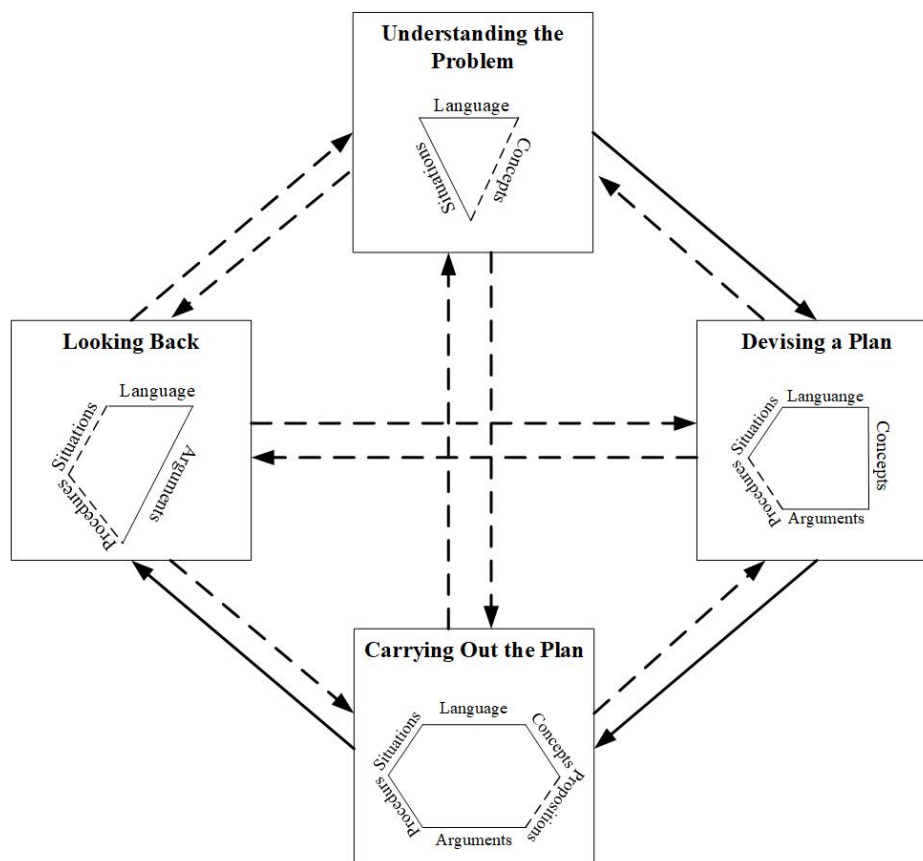 Understanding the
Problem
Language
Situations
Concepts
Looking Back
Language
Situations
Arguments
Procedures
Devising a Plan
Languange
Situations
Concepts
Procedures
Arguments
Carrying Out the Plan
Language
Situations
Concepts
Procedurs
Propositions
Arguments